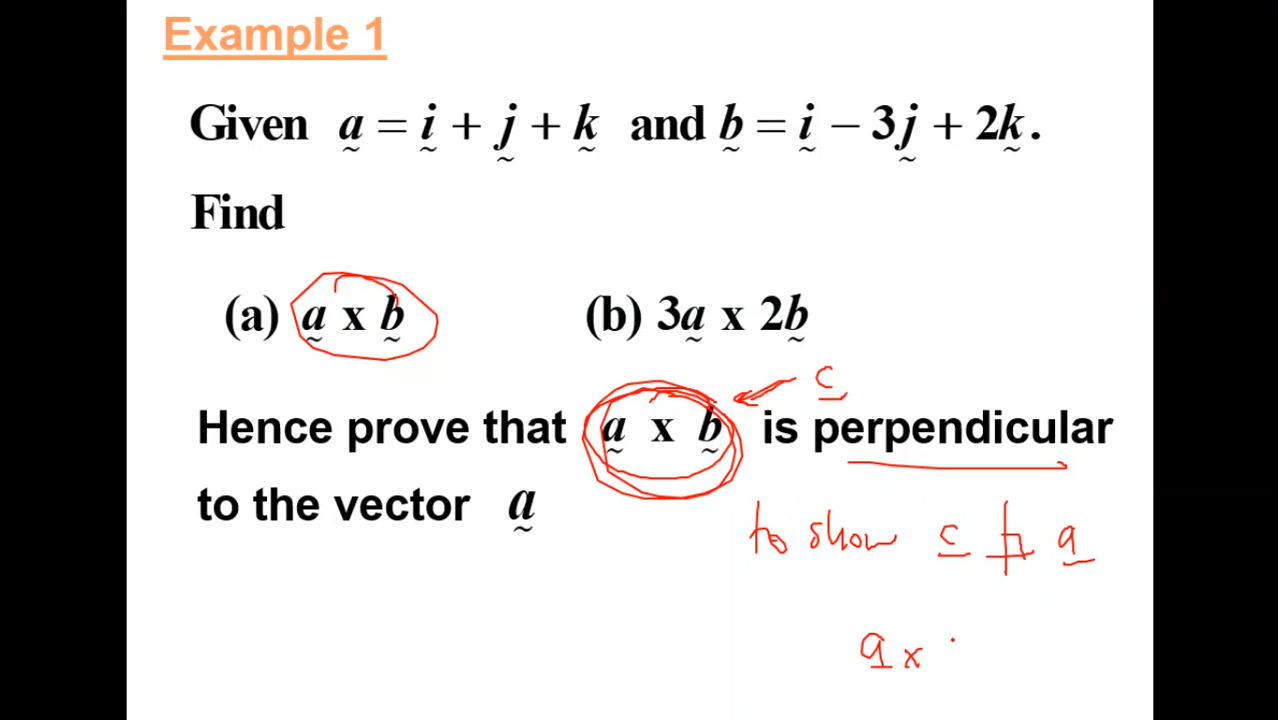 Example 1
Given a = i + j + k and b = i − 3j + 2k.
Find
(a) a x b (b) 3a x 2b
c
Hence prove that a x b is perpendicular
to the vector a
to show c ⊥ a
a x